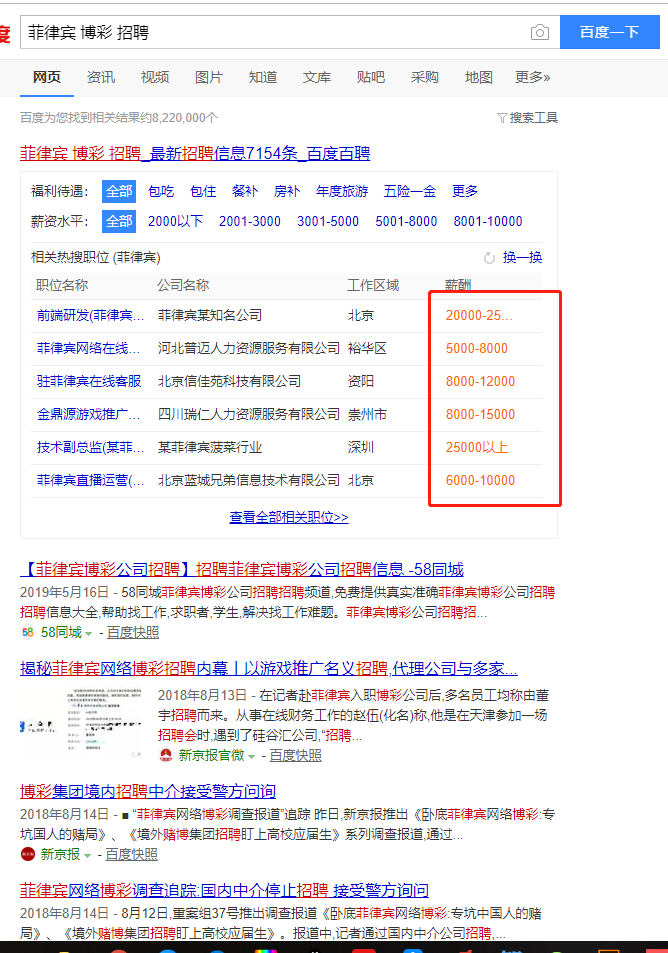 度
菲律宾 博彩 招聘
百度一下
网页 资讯 视频 图片 知道 文库 贴吧 采购 地图 更多»
百度为您找到相关结果约8,220,000个
搜索工具
菲律宾 博彩 招聘_最新招聘信息7154条_百度百聘
福利待遇： 全部 包吃 包住 餐补 房补 年度旅游 五险一金 更多
薪资水平： 全部 2000以下 2001-3000 3001-5000 5001-8000 8001-10000
相关热搜职位 (菲律宾) 换一换
职位名称 公司名称 工作区域 薪酬
前端研发(菲律宾... 菲律宾某知名公司 北京 20000-25...
菲律宾网络在线... 河北普迈人力资源服务有限公司 裕华区 5000-8000
驻菲律宾在线客服 北京信佳苑科技有限公司 资阳 8000-12000
金鼎源游戏推广... 四川瑞仁人力资源服务有限公司 崇州市 8000-15000
技术副总监(某菲... 某菲律宾菠菜行业 深圳 25000以上
菲律宾直播运营(... 北京蓝城兄弟信息技术有限公司 北京 6000-10000
查看全部相关职位>>
【菲律宾博彩公司招聘】招聘菲律宾博彩公司招聘信息 -58同城
2019年5月16日 - 58同城菲律宾博彩公司招聘招聘频道,免费提供真实准确菲律宾博彩公司招聘
招聘信息大全,帮助找工作,求职者,学生,解决找工作难题。菲律宾博彩公司招聘招...
58 58同城 - 百度快照
揭秘菲律宾网络博彩招聘内幕丨以游戏推广名义招聘,代理公司与多家...
2018年8月13日 - 在记者赴菲律宾入职博彩公司后,多名员工均称由董
宇招聘而来。从事在线财务工作的赵伍(化名)称,他是在天津参加一场
招聘会时,遇到了硅谷汇公司,“招聘...
新京报官微 - 百度快照
博彩集团境内招聘中介接受警方问询
2018年8月14日 - ■ “菲律宾网络博彩调查报道”追踪 昨日,新京报推出《卧底菲律宾网络博彩:专
坑国人的赌局》、《境外赌博集团招聘盯上高校应届生》系列调查报道,通过...
新京报 - 百度快照
菲律宾网络博彩调查追踪:国内中介停止招聘 接受警方询问
2018年8月14日 - 8月12日,重案组37号推出调查报道《卧底菲律宾网络博彩:专坑中国人的赌
局》、《境外赌博集团招聘盯上高校应届生》。报道中,记者通过国内中介公司招聘,...